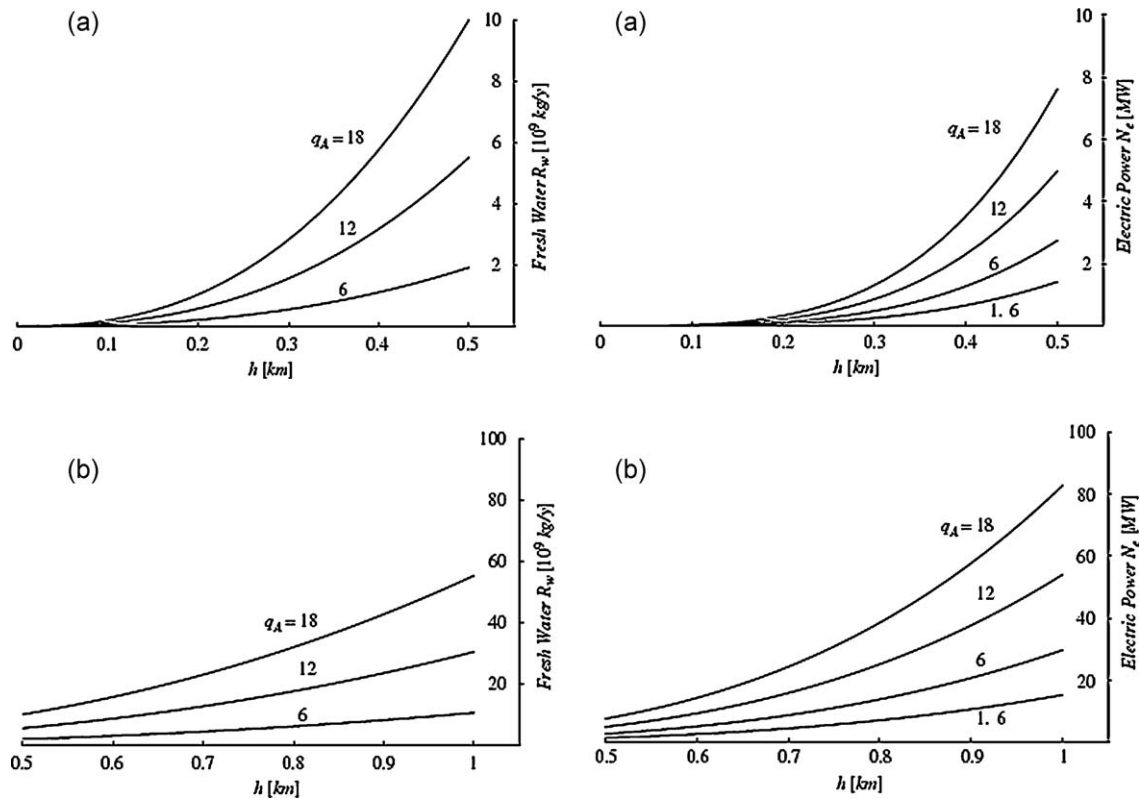 (a)
10
8
6
4
2
Fresh Water R_w [10^9 kg/y]
q_A = 18
12
6
0 0.1 0.2 0.3 0.4 0.5
h [km]
(a)
10
8
6
4
2
Electric Power N_e [MW]
q_A = 18
12
6
1. 6
0 0.1 0.2 0.3 0.4 0.5
h [km]
(b)
100
80
60
40
20
Fresh Water R_w [10^9 kg/y]
q_A = 18
12
6
0.5 0.6 0.7 0.8 0.9 1
h [km]
(b)
100
80
60
40
20
Electric Power N_e [MW]
q_A = 18
12
6
1. 6
0.5 0.6 0.7 0.8 0.9 1
h [km]